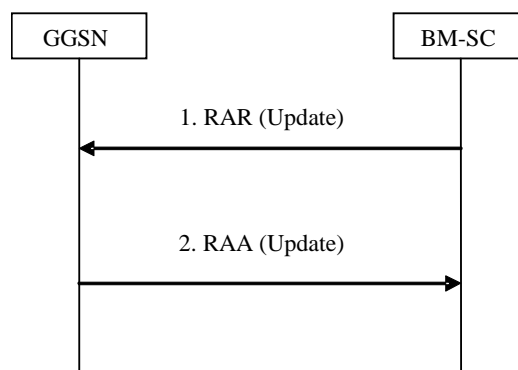 GGSN
BM-SC
1. RAR (Update)
2. RAA (Update)